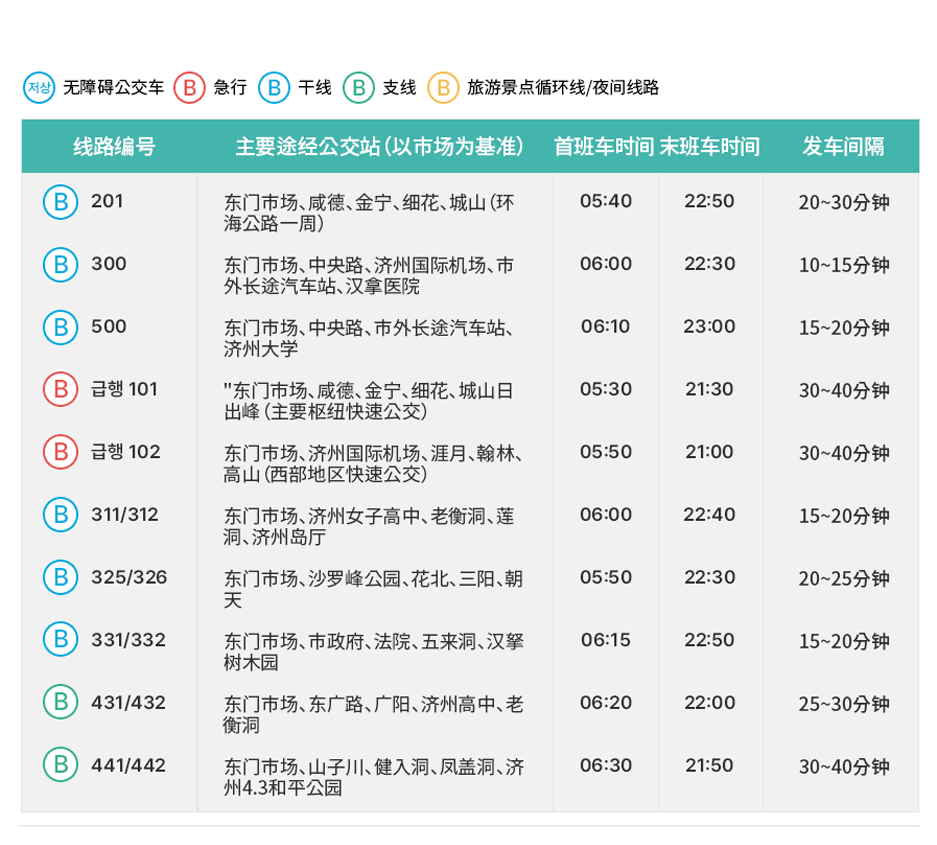 저상 无障碍公交车 B 急行 B 干线 B 支线 B 旅游景点循环线/夜间线路
线路编号 主要途经公交站(以市场为基准) 首班车时间 末班车时间 发车间隔
B 201 东门市场、咸德、金宁、细花、城山(环 05:40 22:50 20~30分钟
海公路一周)
B 300 东门市场、中央路、济州国际机场、市 06:00 22:30 10~15分钟
外长途汽车站、汉拿医院
B 500 东门市场、中央路、市外长途汽车站、 06:10 23:00 15~20分钟
济州大学
B 급행 101 "东门市场、咸德、金宁、细花、城山日 05:30 21:30 30~40分钟
出峰(主要枢纽快速公交)
B 급행 102 东门市场、济州国际机场、涯月、翰林、 05:50 21:00 30~40分钟
高山(西部地区快速公交)
B 311/312 东门市场、济州女子高中、老衡洞、莲 06:00 22:40 15~20分钟
洞、济州岛厅
B 325/326 东门市场、沙罗峰公园、花北、三阳、朝 05:50 22:30 20~25分钟
天
B 331/332 东门市场、市政府、法院、五来洞、汉拏 06:15 22:50 15~20分钟
树木园
B 431/432 东门市场、东广路、广阳、济州高中、老 06:20 22:00 25~30分钟
衡洞
B 441/442 东门市场、山子川、健入洞、凤盖洞、济 06:30 21:50 30~40分钟
州4.3和平公园